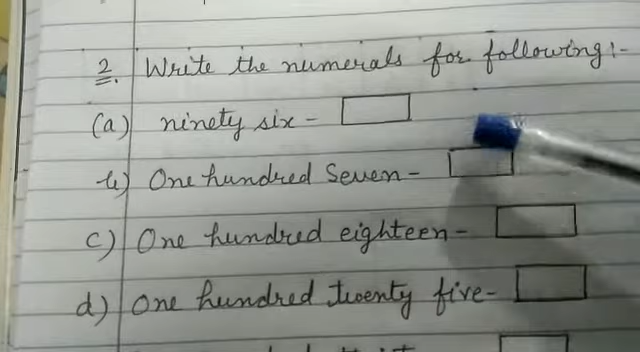 2. Write the numerals for following:-
(a) ninety six -
b) One hundred Seven -
c) One hundred eighteen -
d) One hundred twenty five -